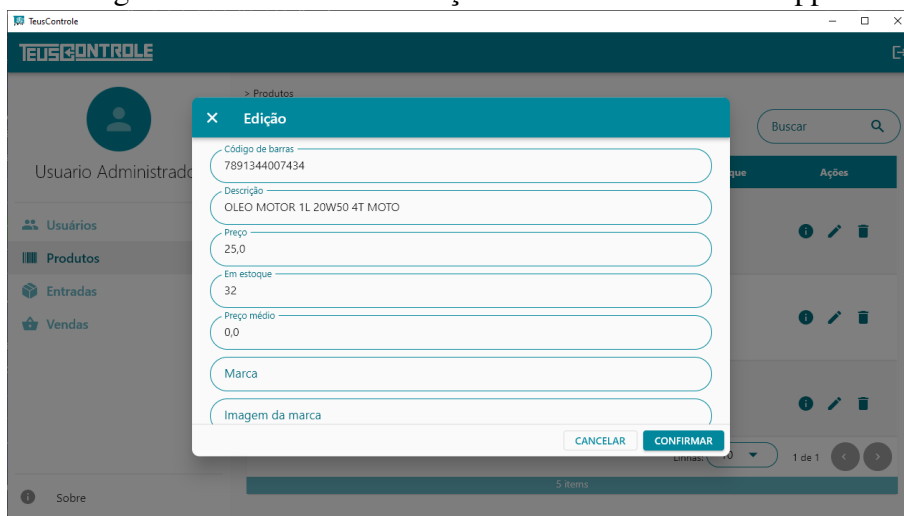 TeusControle
TEUSCONTROLE
> Produtos
Edição
Buscar
Usuario Administrado
Código de barras
7891344007434
que
Ações
Descrição
OLEO MOTOR 1L 20W50 4T MOTO
Usuários
Preço
25,0
Produtos
Em estoque
32
Entradas
Preço médio
0,0
Vendas
Marca
Imagem da marca
CANCELAR
CONFIRMAR
Linhas:
1 de 1
5 items
Sobre